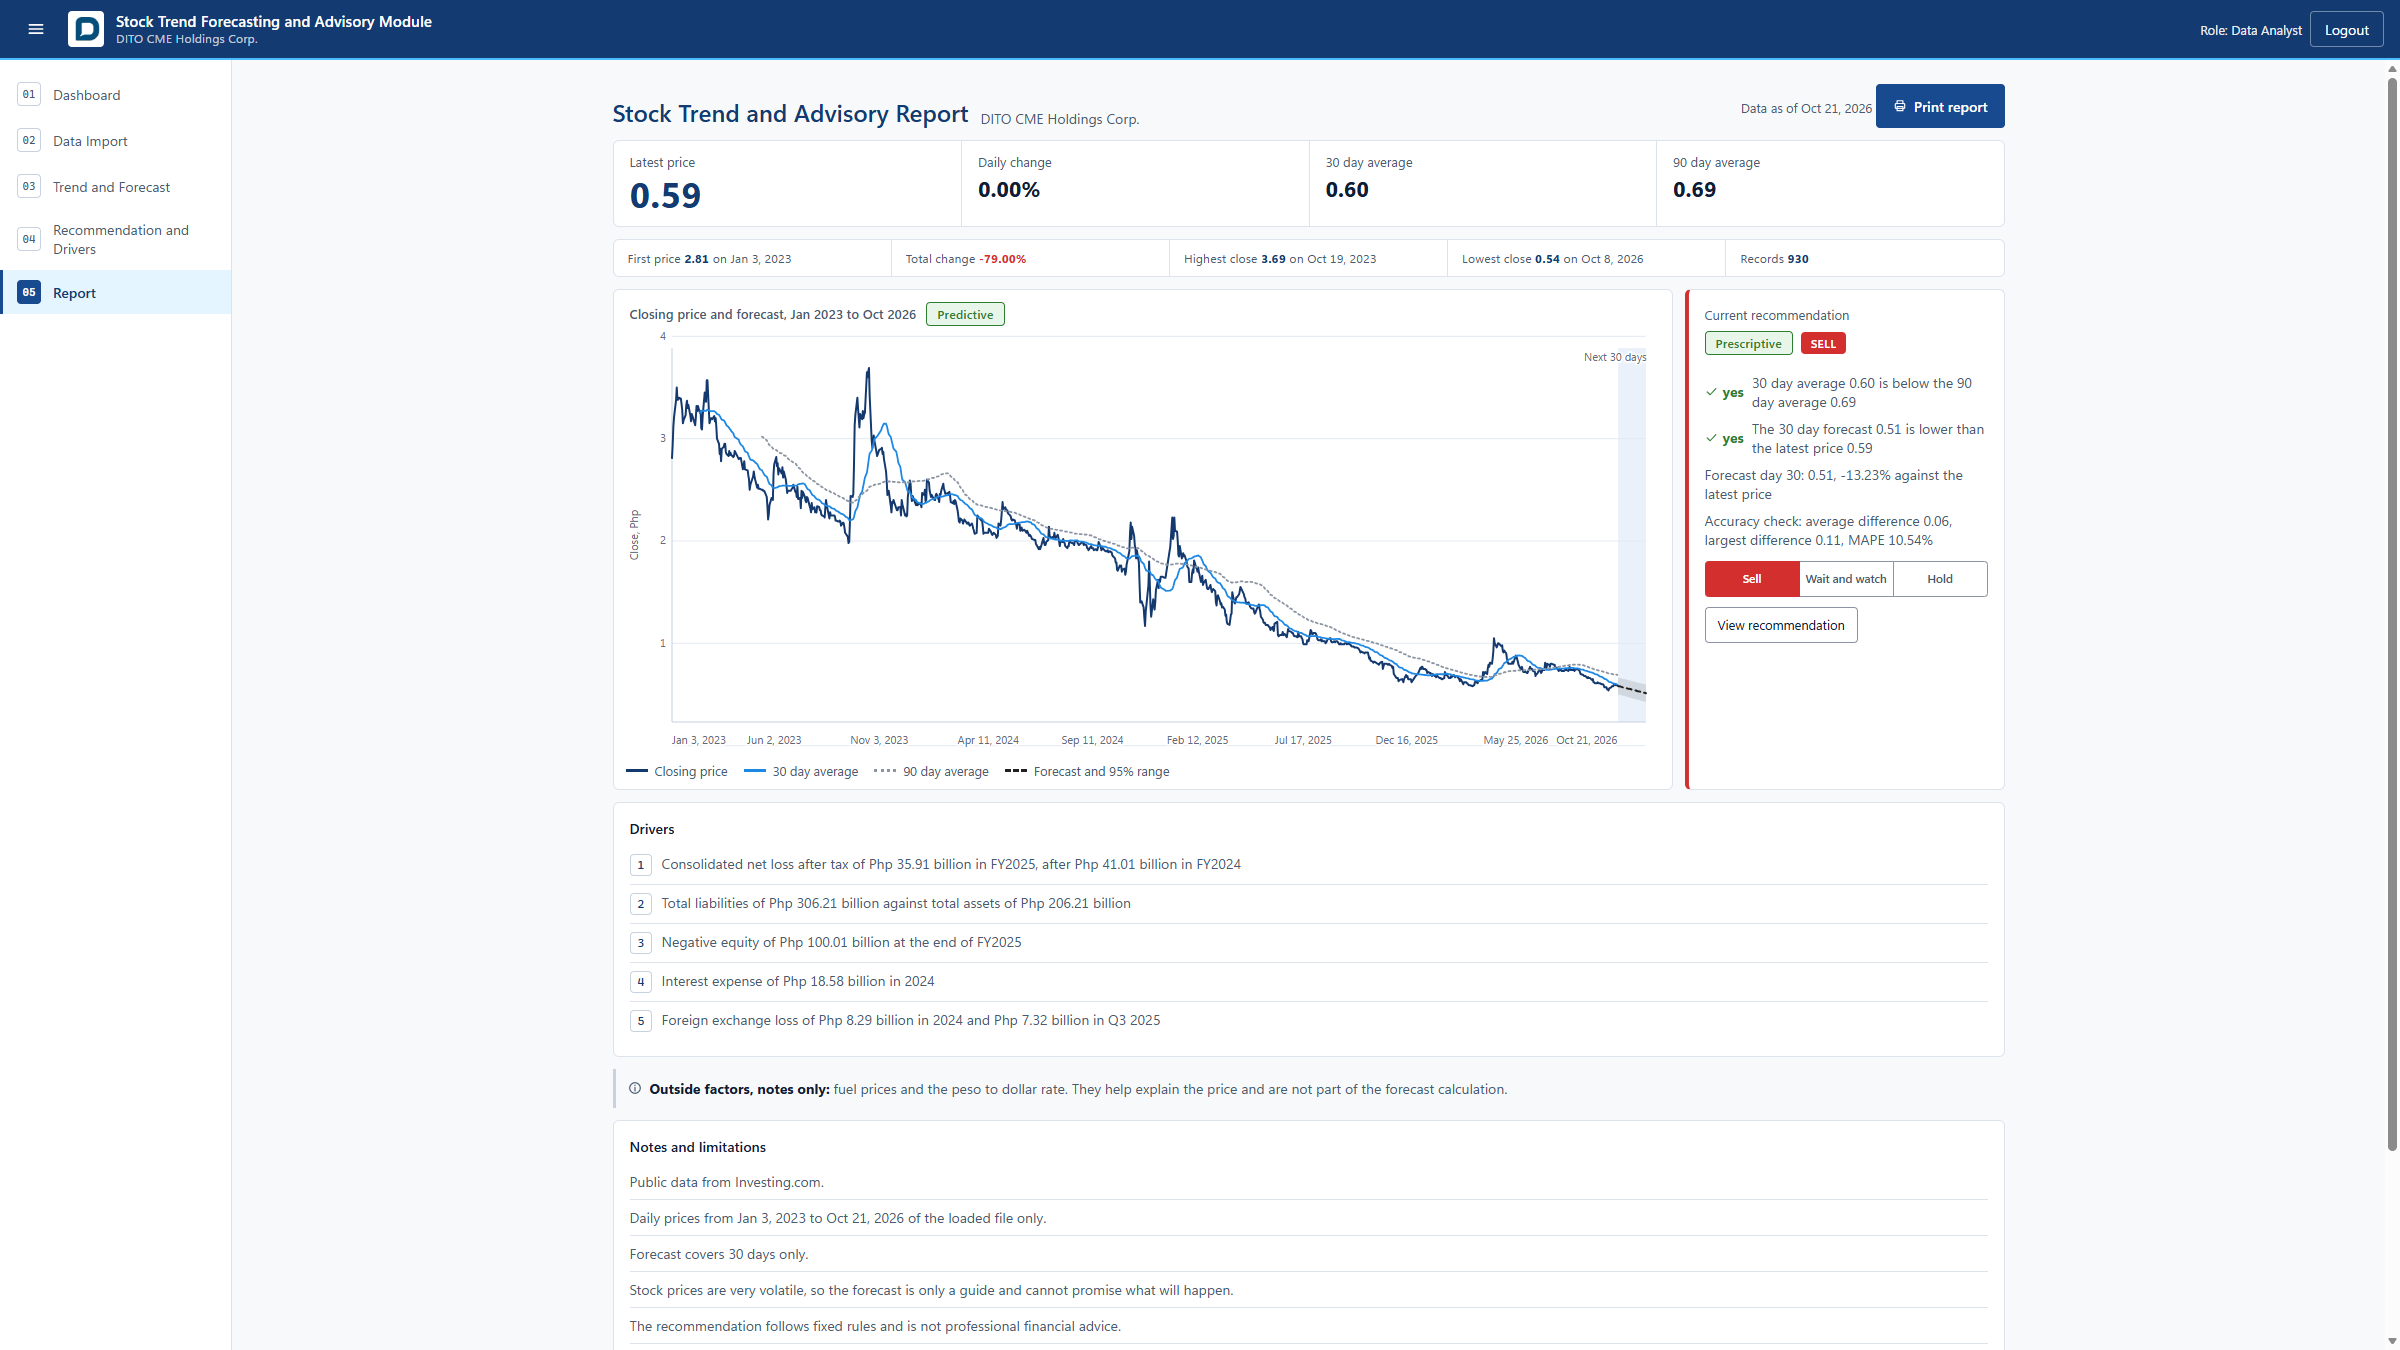 Stock Trend Forecasting and Advisory Module
DITO CME Holdings Corp.
Role: Data Analyst
Logout
01 Dashboard
02 Data Import
03 Trend and Forecast
04 Recommendation and
Drivers
05 Report
Stock Trend and Advisory Report DITO CME Holdings Corp.
Data as of Oct 21, 2026
Print report
Latest price
0.59
Daily change
0.00%
30 day average
0.60
90 day average
0.69
First price 2.81 on Jan 3, 2023
Total change -79.00%
Highest close 3.69 on Oct 19, 2023
Lowest close 0.54 on Oct 8, 2026
Records 930
Closing price and forecast, Jan 2023 to Oct 2026 Predictive
Next 30 days
4
3
2
1
Close, Php
Jan 3, 2023 Jun 2, 2023 Nov 3, 2023 Apr 11, 2024 Sep 11, 2024 Feb 12, 2025 Jul 17, 2025 Dec 16, 2025 May 25, 2026 Oct 21, 2026
Closing price 30 day average 90 day average Forecast and 95% range
Current recommendation
Prescriptive SELL
yes 30 day average 0.60 is below the 90
day average 0.69
yes The 30 day forecast 0.51 is lower than
the latest price 0.59
Forecast day 30: 0.51, -13.23% against the
latest price
Accuracy check: average difference 0.06,
largest difference 0.11, MAPE 10.54%
Sell Wait and watch Hold
View recommendation
Drivers
1 Consolidated net loss after tax of Php 35.91 billion in FY2025, after Php 41.01 billion in FY2024
2 Total liabilities of Php 306.21 billion against total assets of Php 206.21 billion
3 Negative equity of Php 100.01 billion at the end of FY2025
4 Interest expense of Php 18.58 billion in 2024
5 Foreign exchange loss of Php 8.29 billion in 2024 and Php 7.32 billion in Q3 2025
Outside factors, notes only: fuel prices and the peso to dollar rate. They help explain the price and are not part of the forecast calculation.
Notes and limitations
Public data from Investing.com.
Daily prices from Jan 3, 2023 to Oct 21, 2026 of the loaded file only.
Forecast covers 30 days only.
Stock prices are very volatile, so the forecast is only a guide and cannot promise what will happen.
The recommendation follows fixed rules and is not professional financial advice.